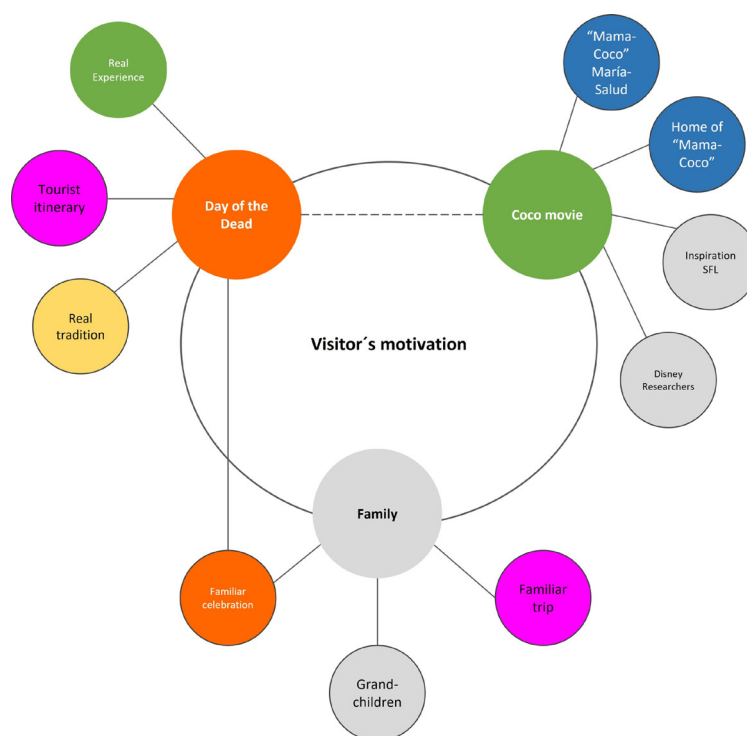 Real
Experience
"Mama-
Coco"
María-
Salud
Home of
"Mama-
Coco"
Tourist
itinerary
Day of the
Dead
Coco movie
Inspiration
SFL
Real
tradition
Visitor´s motivation
Disney
Researchers
Family
Familiar
celebration
Familiar
trip
Grand-
children